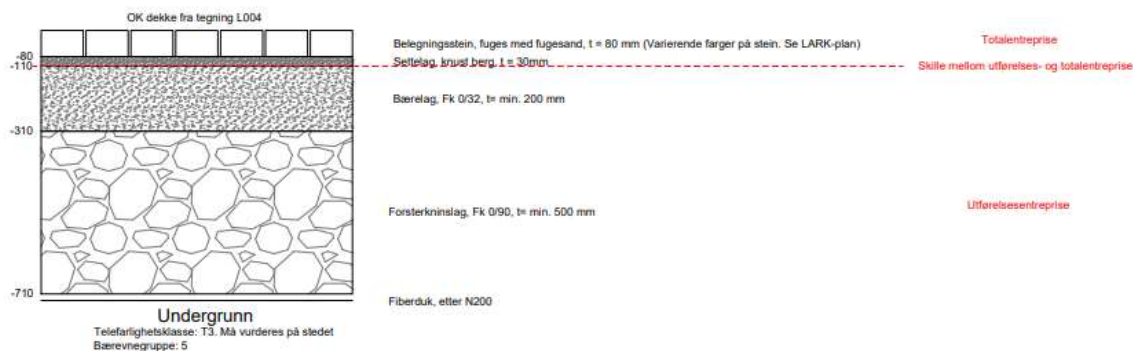 OK dekke fra tegning L004
Belegningsstein, fuges med fugesand, t = 80 mm (Varierende farger på stein. Se LARK-plan)
Totalentreprise
-80
Settelag, knust berg, t = 30mm
-110
Skille mellom utførelses- og totalentreprise
Bærelag, Fk 0/32, t= min. 200 mm
-310
Forsterkninslag, Fk 0/90, t= min. 500 mm
Utførelsesentreprise
-710
Fiberduk, etter N200
Undergrunn
Telefarlighetsklasse: T3. Må vurderes på stedet
Bæreevnegruppe: 5